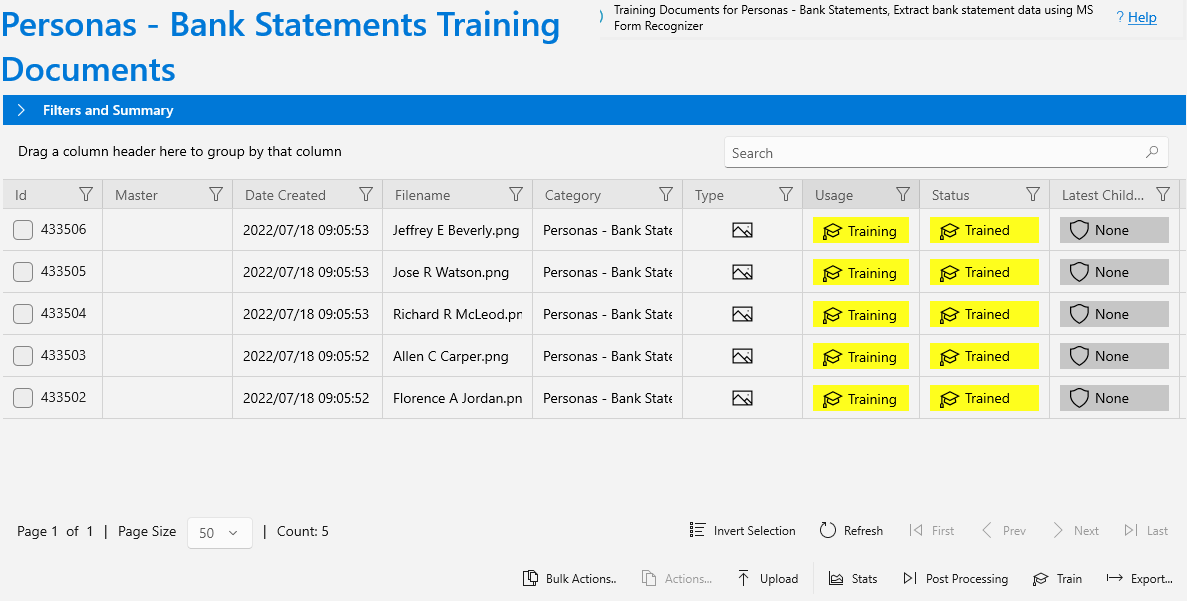 Personas - Bank Statements Training
Documents
Training Documents for Personas - Bank Statements, Extract bank statement data using MS
Form Recognizer
? Help
Filters and Summary
Drag a column header here to group by that column
Search
Id Master Date Created Filename Category Type Usage Status Latest Child...
433506 2022/07/18 09:05:53 Jeffrey E Beverly.png Personas - Bank State Training Trained None
433505 2022/07/18 09:05:53 Jose R Watson.png Personas - Bank State Training Trained None
433504 2022/07/18 09:05:53 Richard R McLeod.pn Personas - Bank State Training Trained None
433503 2022/07/18 09:05:52 Allen C Carper.png Personas - Bank State Training Trained None
433502 2022/07/18 09:05:52 Florence A Jordan.pn Personas - Bank State Training Trained None
Page 1 of 1 | Page Size 50 | Count: 5 Invert Selection Refresh First Prev Next Last
Bulk Actions.. Actions... Upload Stats Post Processing Train Export...